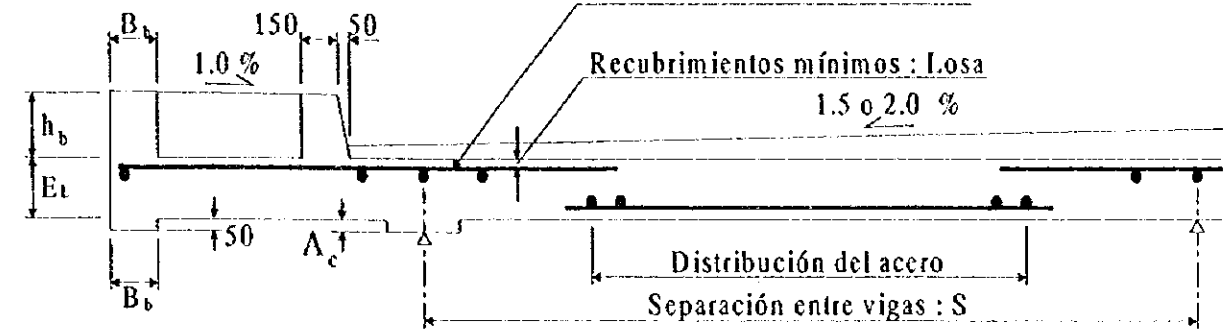 B_b 150 50
1.0 %
Recubrimientos mínimos : Losa
1.5 o 2.0 %
h_b
E_t
50
A_c
B_b
Distribución del acero
Separación entre vigas : S